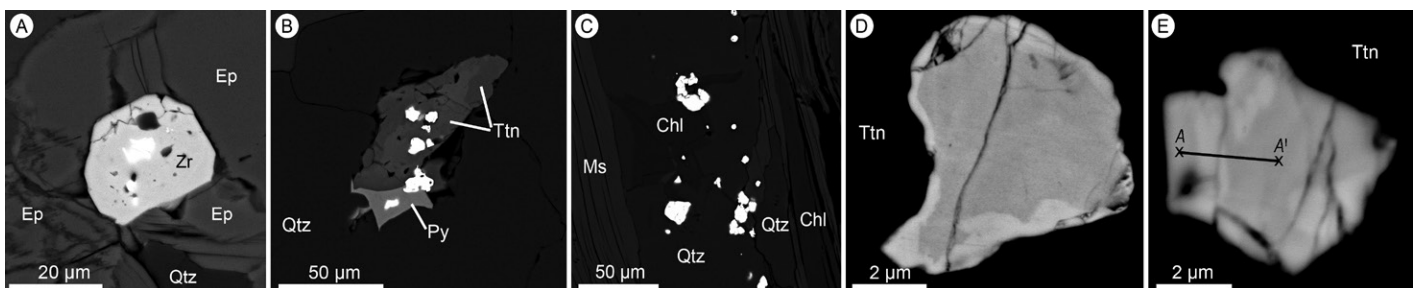 A
Ep
Zr
Ep
Ep
Qtz
20 µm
B
Ttn
Qtz
Py
50 µm
C
Chl
Ms
Qtz
Chl
Qtz
50 µm
D
Ttn
2 µm
E
Ttn
A
A'
2 µm